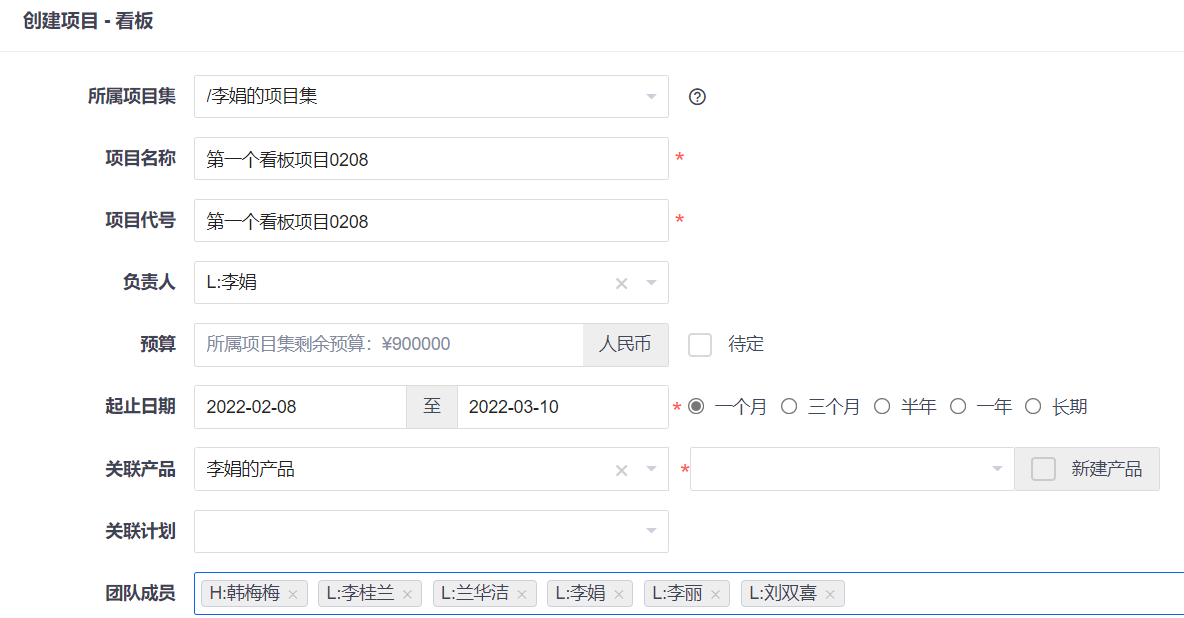 创建项目 - 看板
所属项目集 /李娟的项目集
项目名称 第一个看板项目0208 *
项目代号 第一个看板项目0208 *
负责人 L:李娟
预算 所属项目集剩余预算：¥900000 人民币 待定
起止日期 2022-02-08 至 2022-03-10 * 一个月 三个月 半年 一年 长期
关联产品 李娟的产品 * 新建产品
关联计划
团队成员 H:韩梅梅 L:李桂兰 L:兰华洁 L:李娟 L:李丽 L:刘双喜